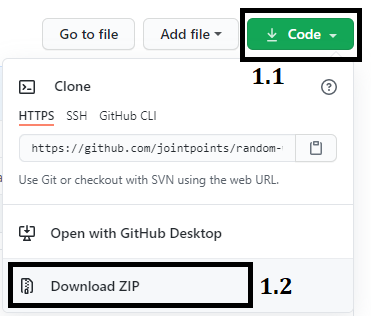 Go to file Add file Code
1.1
Clone
HTTPS SSH GitHub CLI
https://github.com/jointpoints/random-
Use Git or checkout with SVN using the web URL.
Open with GitHub Desktop
Download ZIP 1.2